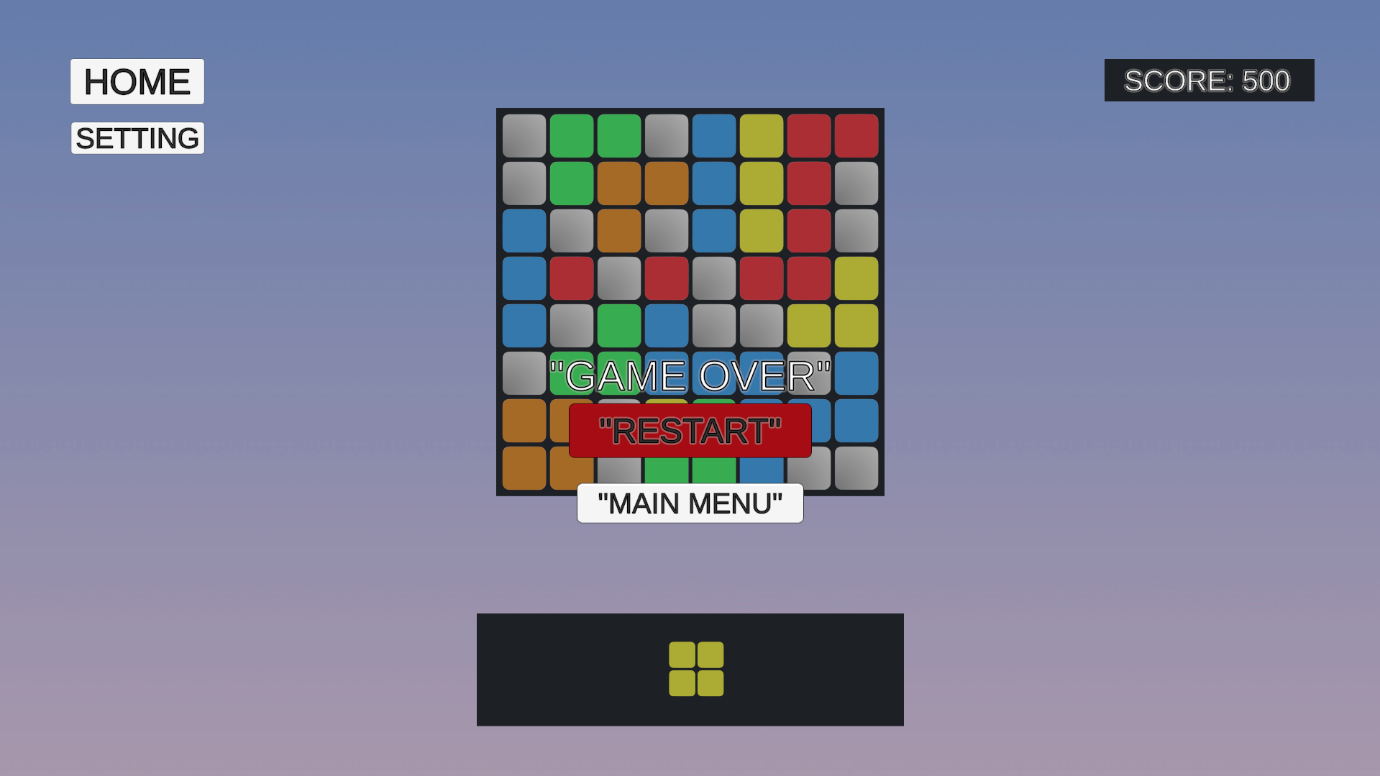 HOME
SCORE: 500
SETTING
"GAME OVER"
"RESTART"
"MAIN MENU"